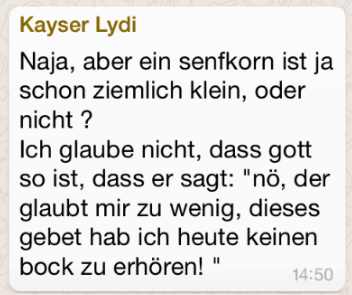 Kayser Lydi
Naja, aber ein senfkorn ist ja
schon ziemlich klein, oder
nicht ?
Ich glaube nicht, dass gott
so ist, dass er sagt: "nö, der
glaubt mir zu wenig, dieses
gebet hab ich heute keinen
bock zu erhören! "
14:50